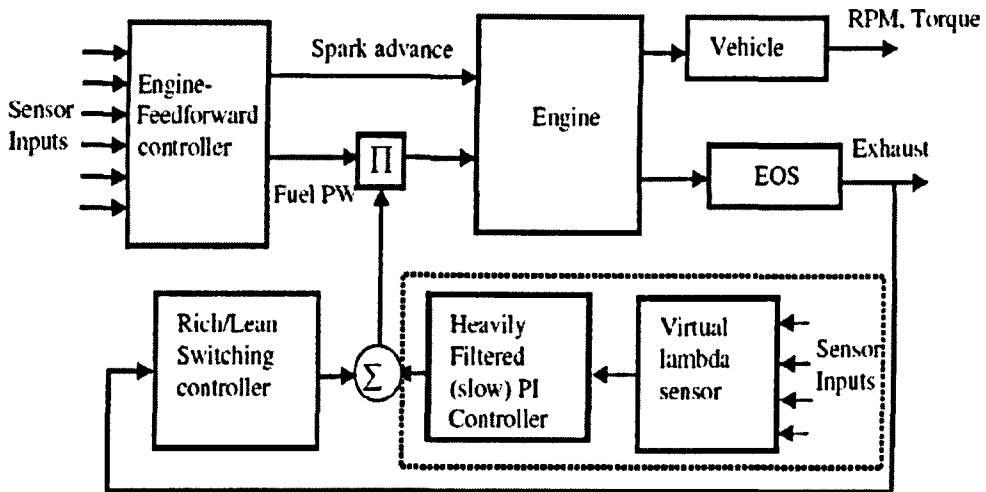 RPM, Torque
Vehicle
Spark advance
Engine-
Feedforward
controller
Sensor
Inputs
Engine
∏
Fuel PW
Exhaust
EOS
Rich/Lean
Switching
controller
Σ
Heavily
Filtered
(slow) PI
Controller
Virtual
lambda
sensor
Sensor
Inputs